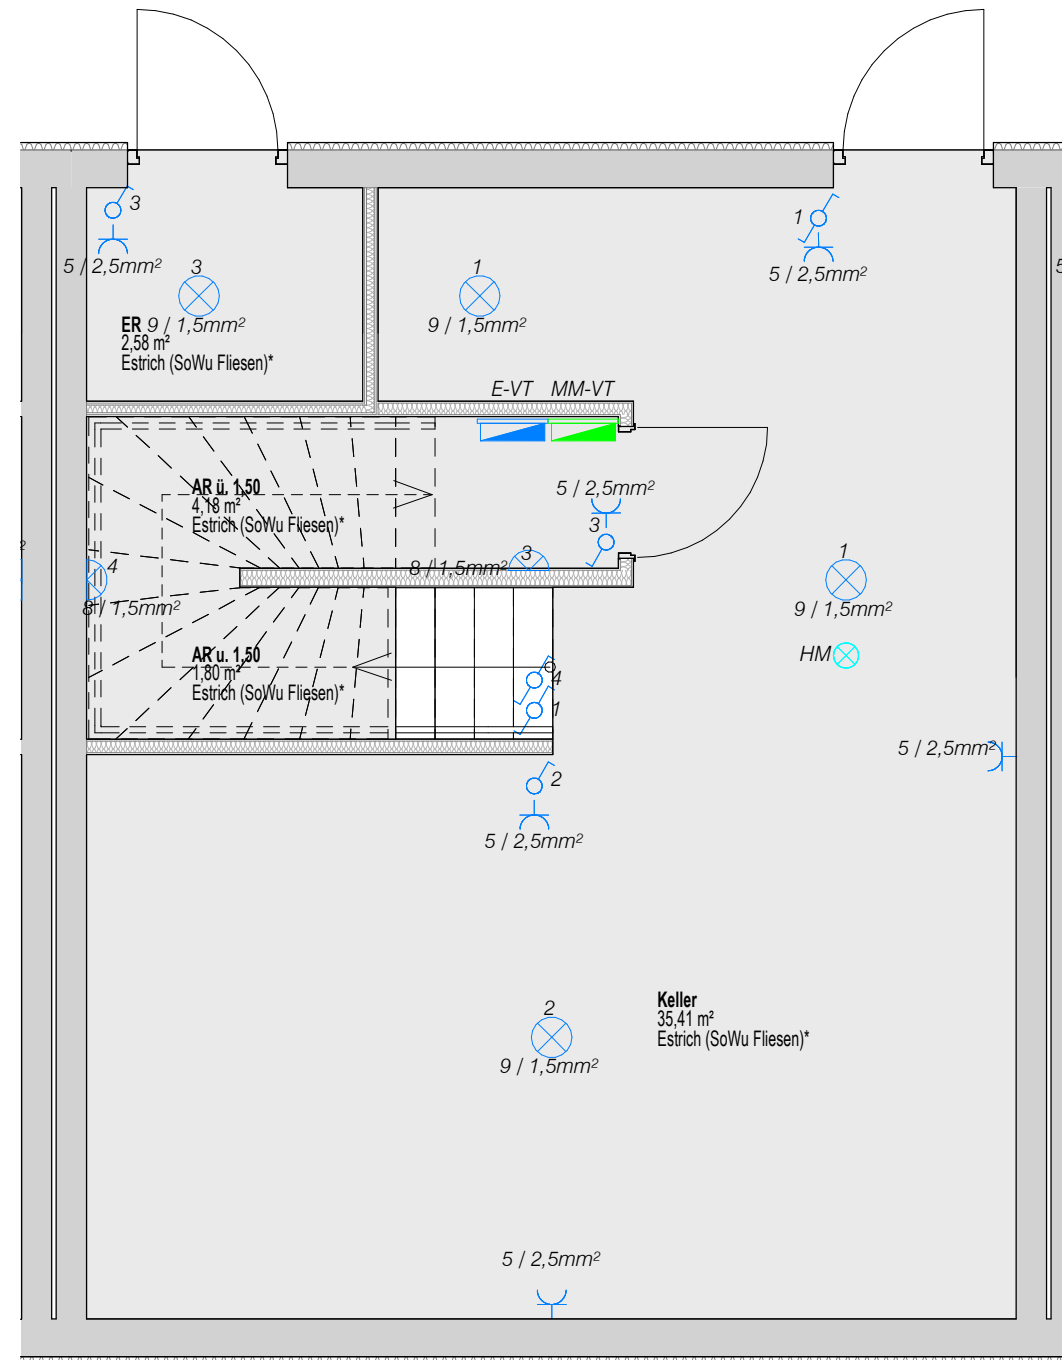 3
5 / 2,5mm²
3
ER 9 / 1,5mm²
2,58 m²
Estrich (SoWu Fliesen)*
1
9 / 1,5mm²
1
5 / 2,5mm²
5
E-VT MM-VT
AR ü. 1,50
4,18 m²
Estrich (SoWu Fliesen)*
5 / 2,5mm²
3
3
8 / 1,5mm²
4
8 / 1,5mm²
1
9 / 1,5mm²
HM
AR u. 1,50
1,80 m²
Estrich (SoWu Fliesen)*
4
1
5 / 2,5mm²
2
5 / 2,5mm²
Keller
35,41 m²
Estrich (SoWu Fliesen)*
2
9 / 1,5mm²
5 / 2,5mm²